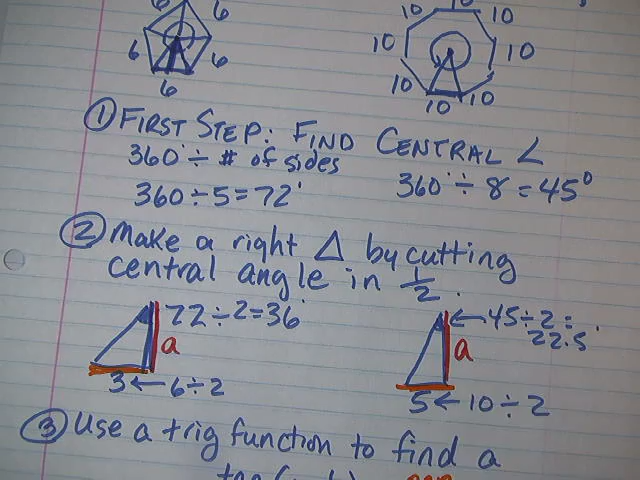 6 6
6 6
6
10 10
10 10
10 10
10
① FIRST STEP: FIND CENTRAL ∠
360° ÷ # of sides
360 ÷ 5 = 72°
360° ÷ 8 = 45°
② Make a right △ by cutting
central angle in 1/2.
72 ÷ 2 = 36
a
3 ← 6 ÷ 2
← 45 ÷ 2 =
22.5°
a
5 ← 10 ÷ 2
③ Use a trig function to find a